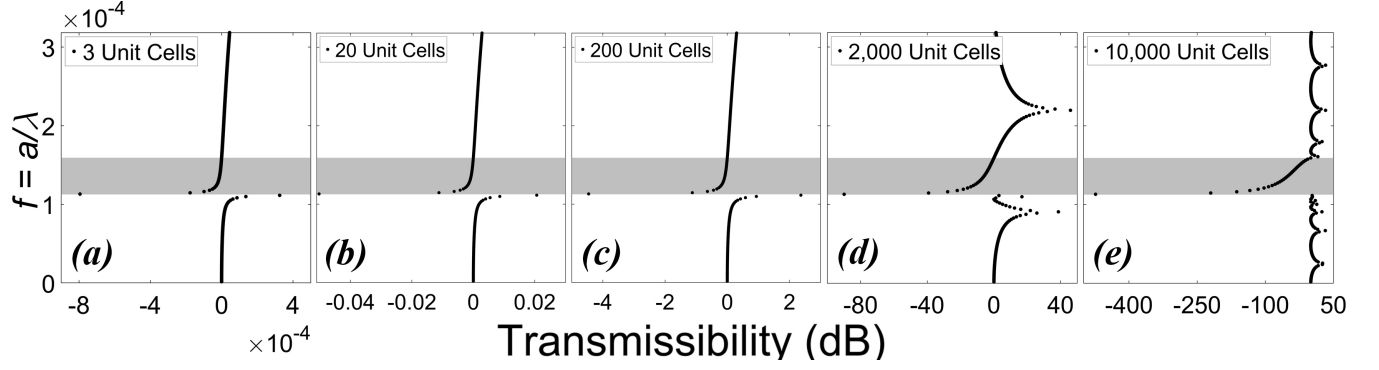 ×10⁻⁴
• 3 Unit Cells
• 20 Unit Cells
• 200 Unit Cells
• 2,000 Unit Cells
• 10,000 Unit Cells
f = a/λ
3
2
1
0
(a)
(b)
(c)
(d)
(e)
-8 -4 0 4
-0.04 -0.02 0 0.02
-4 -2 0 2
-80 -40 0 40
-400 -250 -100 50
×10⁻⁴
Transmissibility (dB)